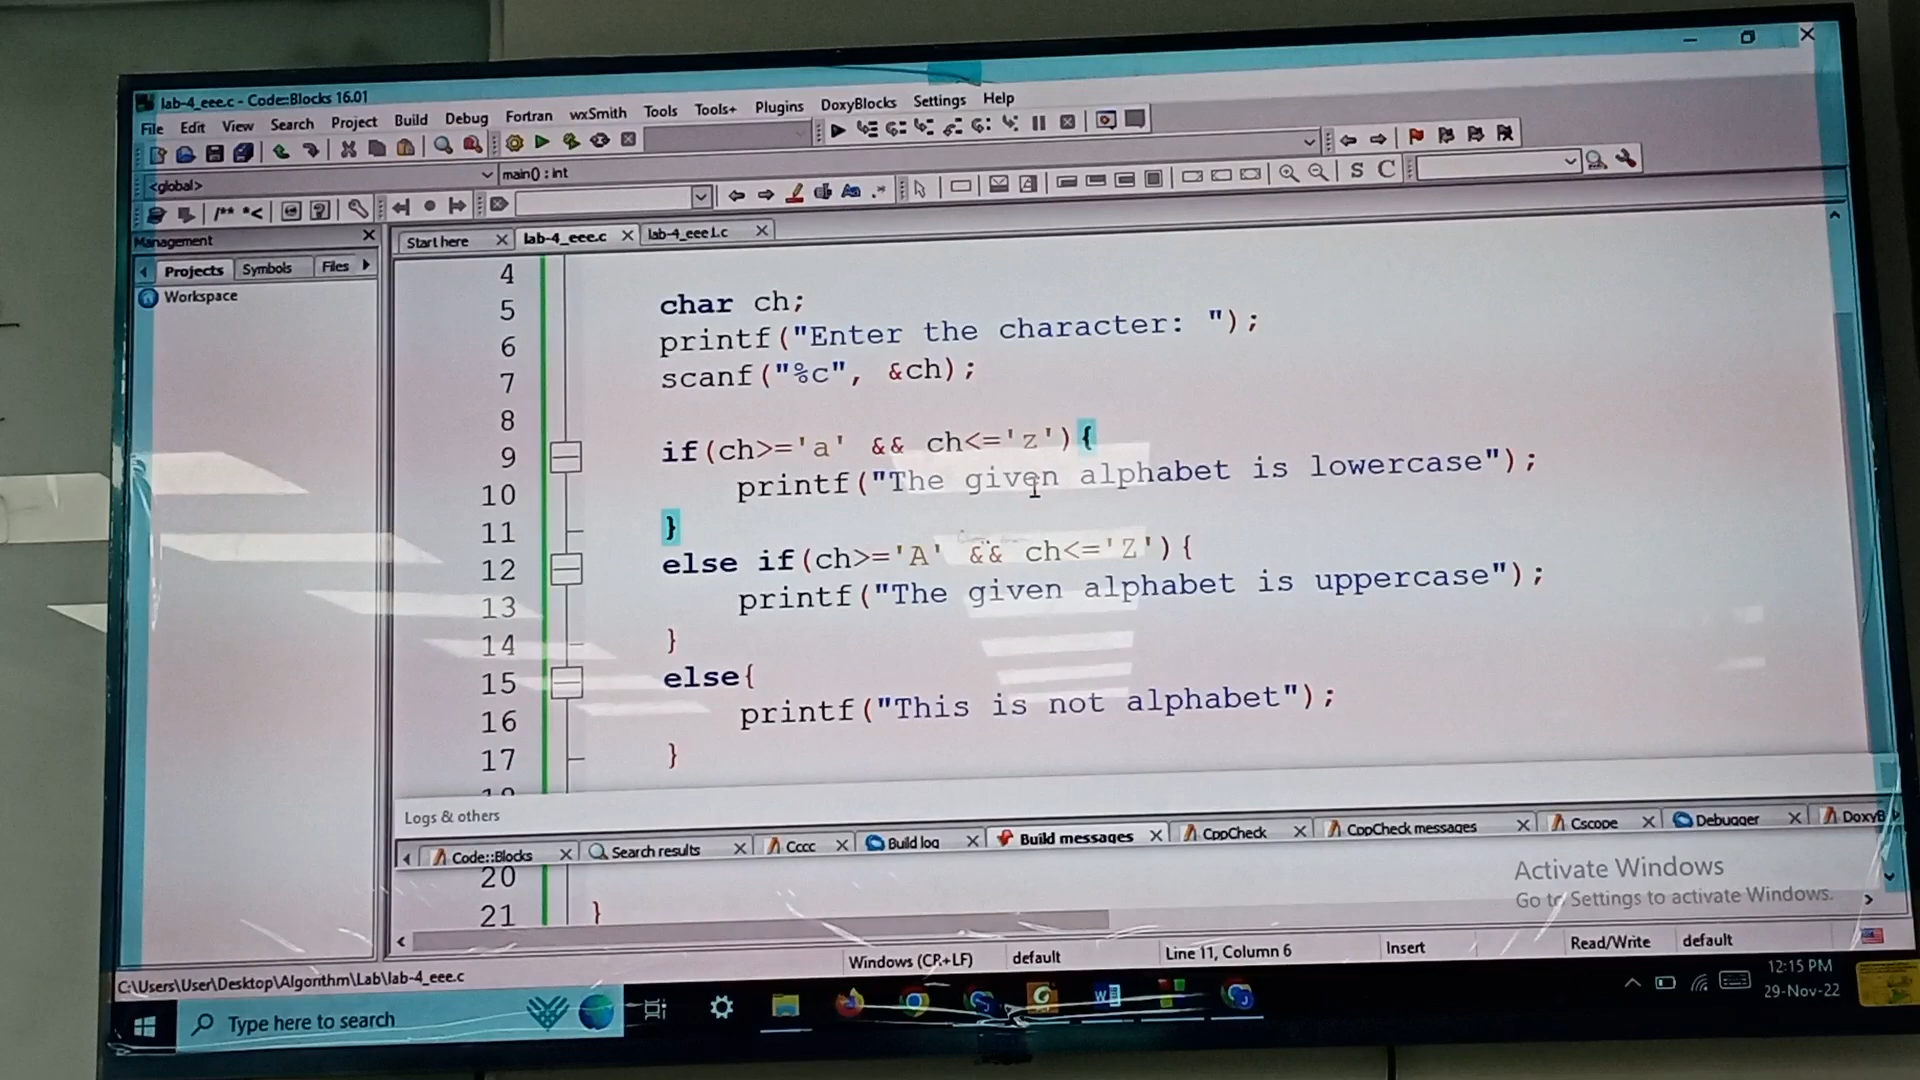 lab-4_eee.c - Code::Blocks 16.01
File Edit View Search Project Build Debug Fortran wxSmith Tools Tools+ Plugins DoxyBlocks Settings Help
<global> main() : int
/** *< S C
Management
Start here lab-4_eee.c lab-4_eee1.c
Projects Symbols Files
Workspace
4
5 char ch;
6 printf("Enter the character: ");
7 scanf("%c", &ch);
8
9 if(ch>='a' && ch<='z'){
10 printf("The given alphabet is lowercase");
11 }
12 else if(ch>='A' && ch<='Z'){
13 printf("The given alphabet is uppercase");
14 }
15 else{
16 printf("This is not alphabet");
17 }
Logs & others
Code::Blocks Search results Cccc Build log Build messages CppCheck CppCheck messages Cscope Debugger DoxyB
20
21 }
Activate Windows
Go to Settings to activate Windows.
C:\Users\User\Desktop\Algorithm\Lab\lab-4_eee.c Windows (CR+LF) default Line 11, Column 6 Insert Read/Write default
Type here to search
12:15 PM
29-Nov-22